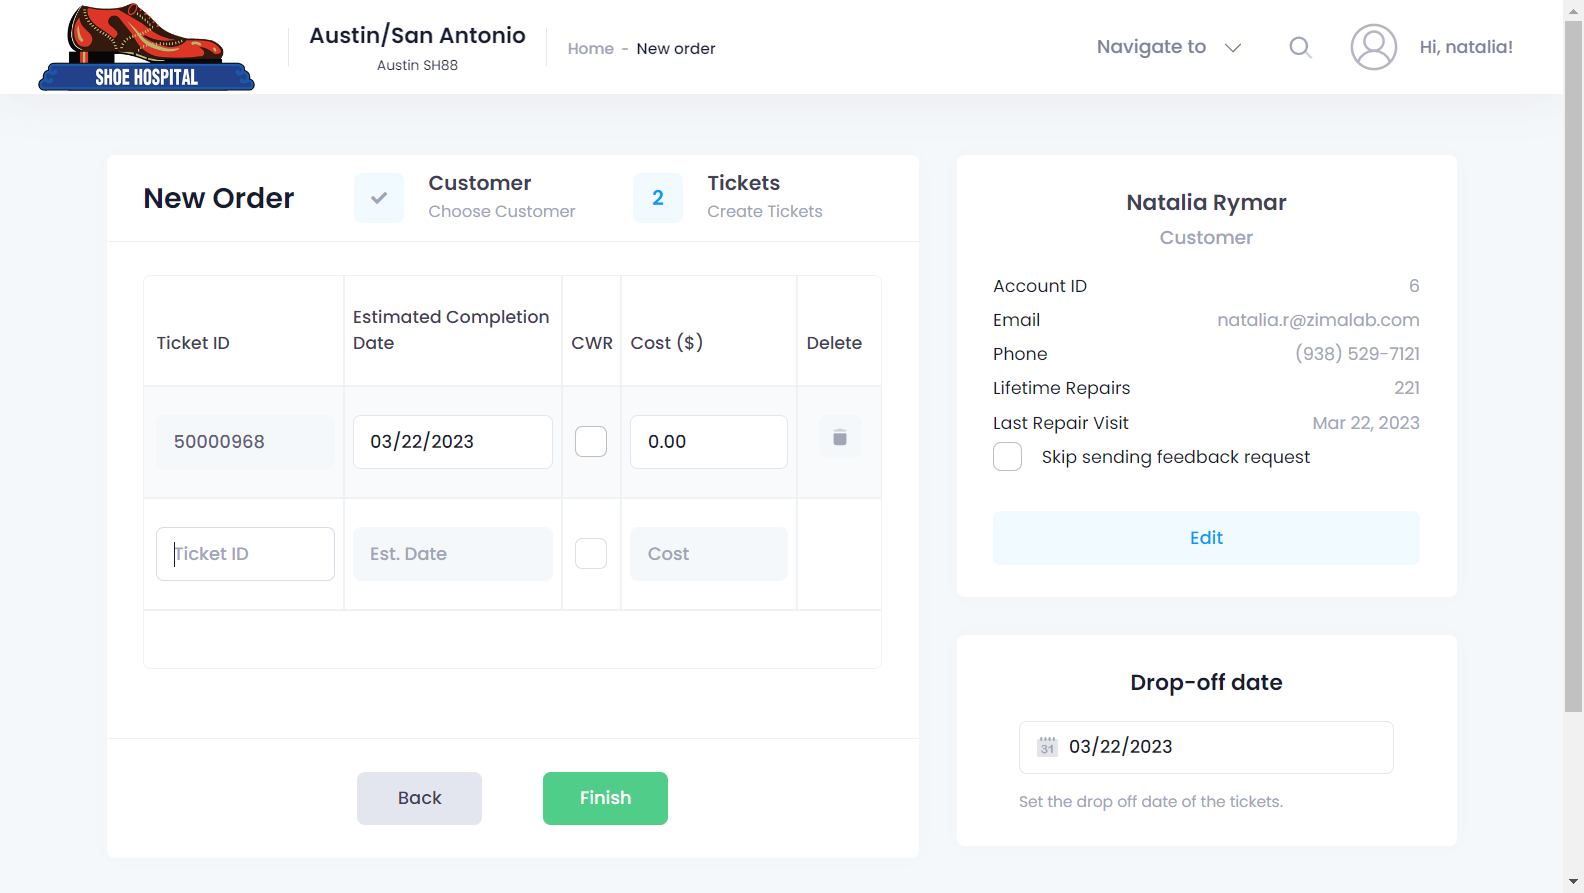 SHOE HOSPITAL
Austin/San Antonio
Austin SH88
Home - New order
Navigate to
Hi, natalia!
New Order
Customer
Choose Customer
2
Tickets
Create Tickets
Ticket ID
Estimated Completion
Date
CWR
Cost ($)
Delete
50000968
03/22/2023
0.00
Ticket ID
Est. Date
Cost
Back
Finish
Natalia Rymar
Customer
Account ID 6
Email natalia.r@zimalab.com
Phone (938) 529-7121
Lifetime Repairs 221
Last Repair Visit Mar 22, 2023
Skip sending feedback request
Edit
Drop-off date
31 03/22/2023
Set the drop off date of the tickets.